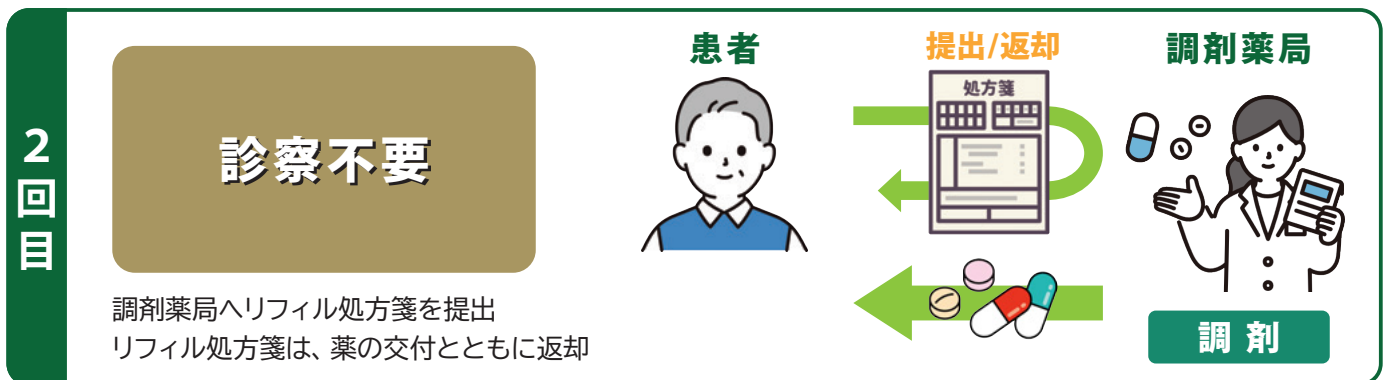 2回目
診察不要
調剤薬局へリフィル処方箋を提出
リフィル処方箋は、薬の交付とともに返却
患者
提出/返却
処方箋
調剤薬局
調剤